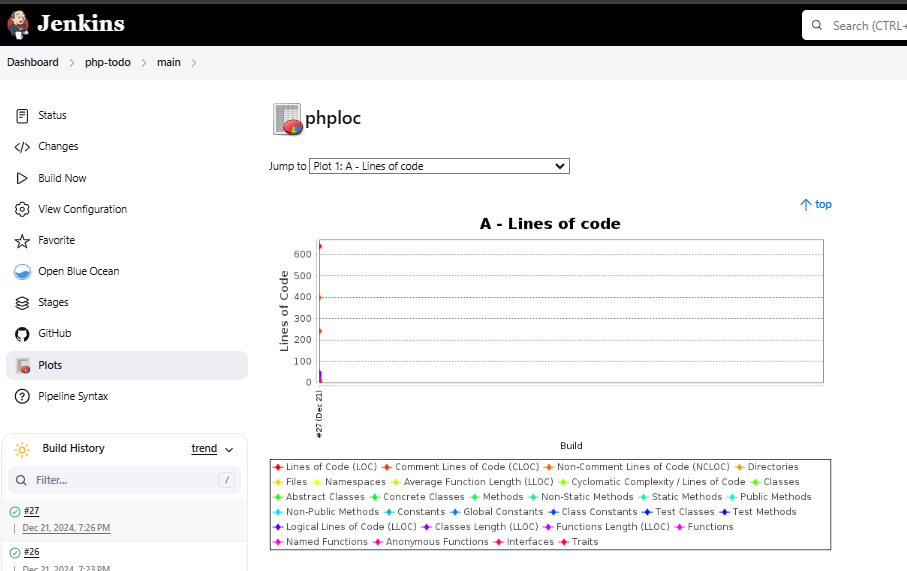 Jenkins
Search (CTRL+
Dashboard
php-todo
main
Status
Changes
Build Now
View Configuration
Favorite
Open Blue Ocean
Stages
GitHub
Plots
Pipeline Syntax
Build History
trend
Filter...
/
#27
Dec 21, 2024, 7:26 PM
#26
Dec 21, 2024, 7:23 PM
phploc
Jump to Plot 1: A - Lines of code
top
A - Lines of code
Lines of Code
600
500
400
300
200
100
0
#27 (Dec 21)
Build
Lines of Code (LOC) Comment Lines of Code (CLOC) Non-Comment Lines of Code (NCLOC) Directories
Files Namespaces Average Function Length (LLOC) Cyclomatic Complexity / Lines of Code Classes
Abstract Classes Concrete Classes Methods Non-Static Methods Static Methods Public Methods
Non-Public Methods Constants Global Constants Class Constants Test Classes Test Methods
Logical Lines of Code (LLOC) Classes Length (LLOC) Functions Length (LLOC) Functions
Named Functions Anonymous Functions Interfaces Traits